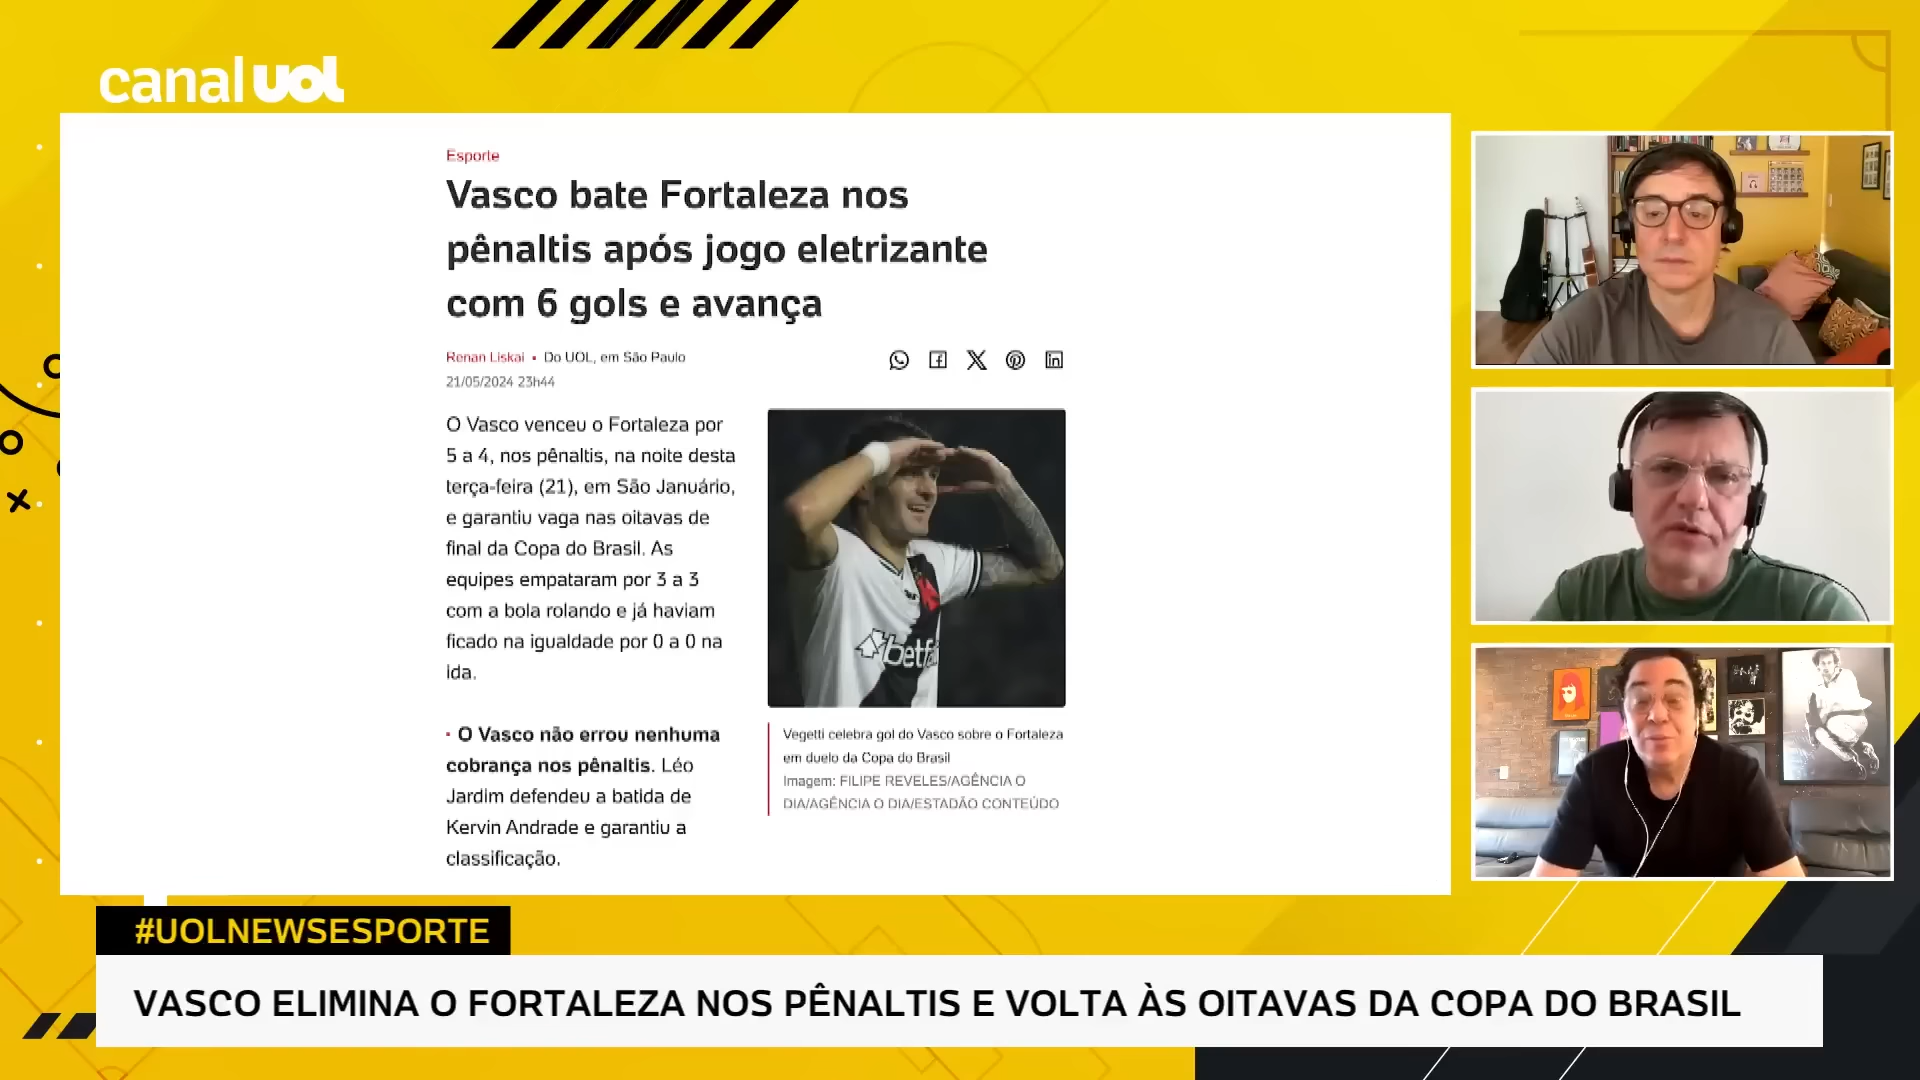 canal uol
Esporte
Vasco bate Fortaleza nos
pênaltis após jogo eletrizante
com 6 gols e avança
Renan Liskai • Do UOL, em São Paulo
21/05/2024 23h44
O Vasco venceu o Fortaleza por
5 a 4, nos pênaltis, na noite desta
terça-feira (21), em São Januário,
e garantiu vaga nas oitavas de
final da Copa do Brasil. As
equipes empataram por 3 a 3
com a bola rolando e já haviam
ficado na igualdade por 0 a 0 na
ida.
• O Vasco não errou nenhuma
cobrança nos pênaltis. Léo
Jardim defendeu a batida de
Kervin Andrade e garantiu a
classificação.
Vegetti celebra gol do Vasco sobre o Fortaleza
em duelo da Copa do Brasil
Imagem: FILIPE REVELES/AGÊNCIA O
DIA/AGÊNCIA O DIA/ESTADÃO CONTEÚDO
#UOLNEWSESPORTE
VASCO ELIMINA O FORTALEZA NOS PÊNALTIS E VOLTA ÀS OITAVAS DA COPA DO BRASIL